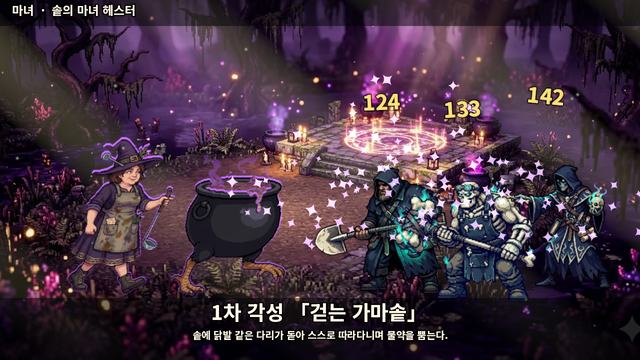 마녀 · 솥의 마녀 헤스터
124
133
142
1차 각성 「걷는 가마솥」
솥에 닭발 같은 다리가 돋아 스스로 따라다니며 물약을 뿜는다.